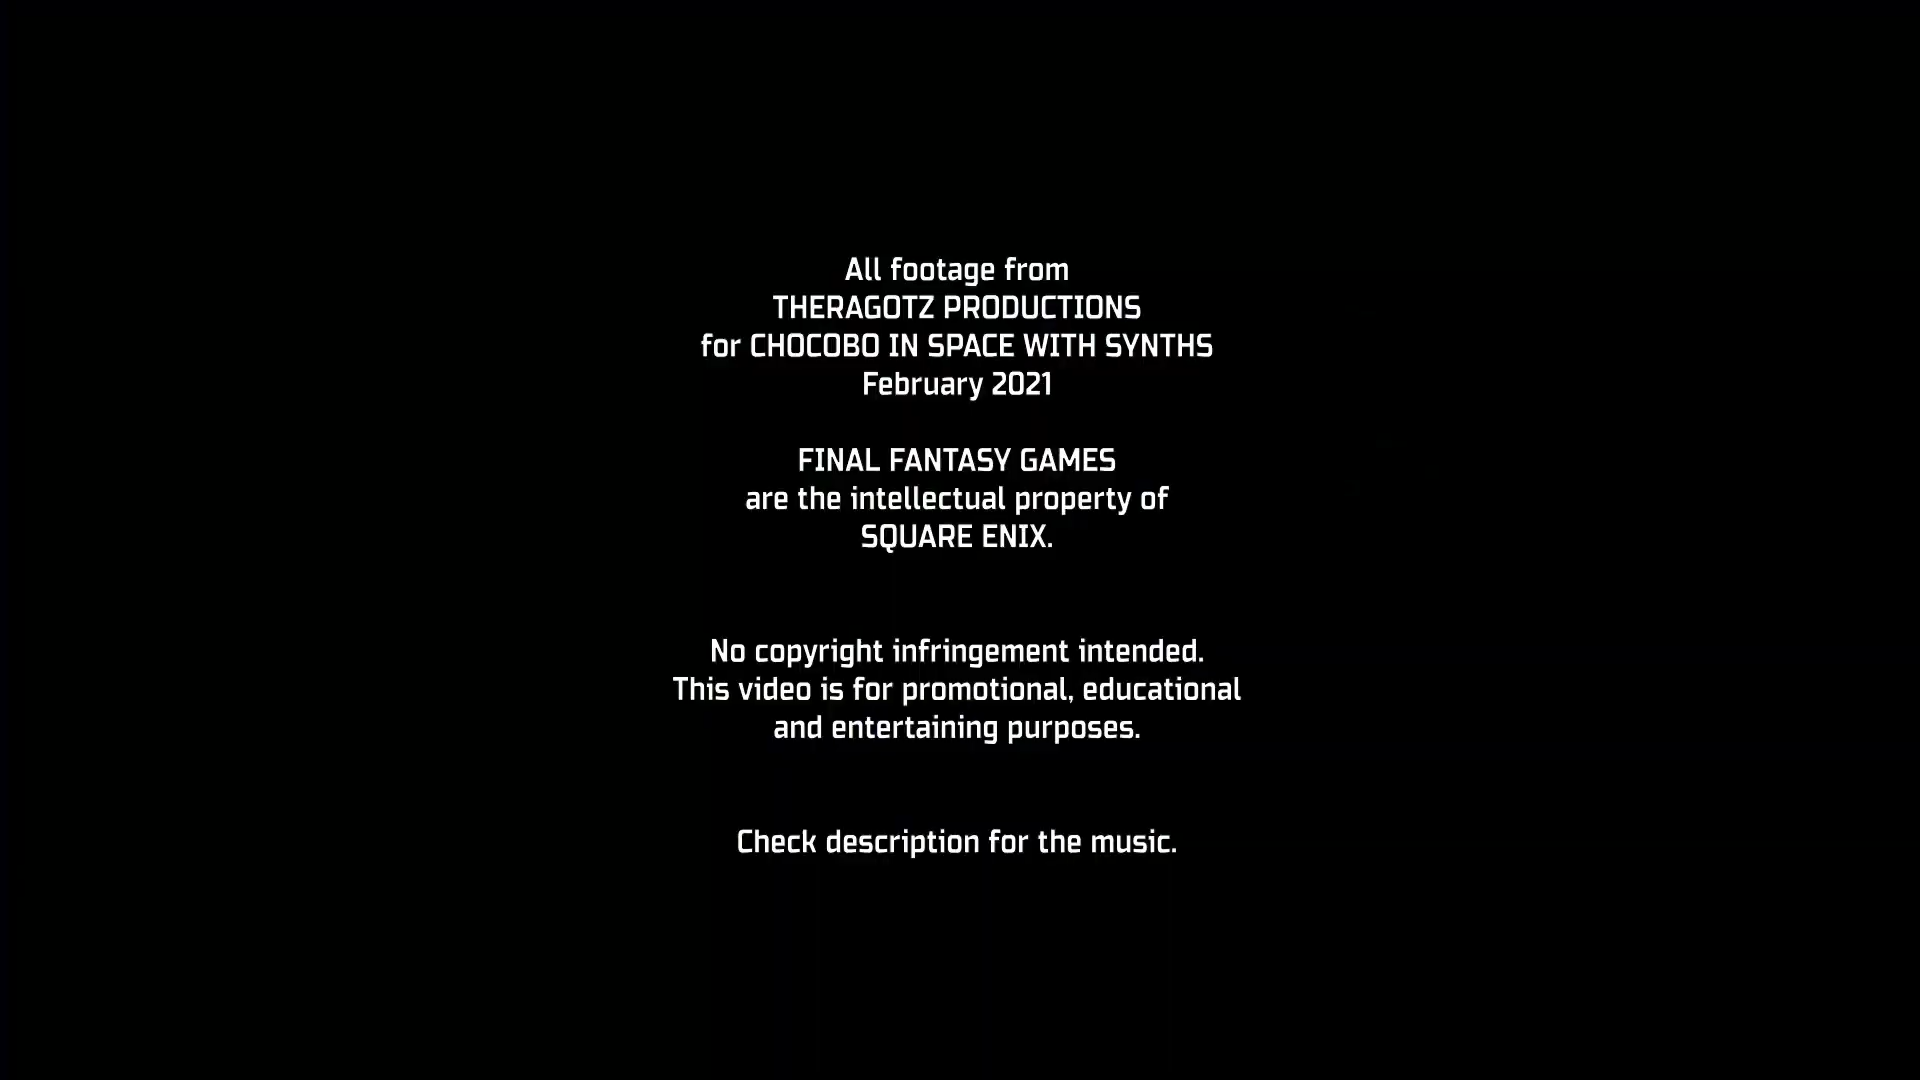 All footage from
THERAGOTZ PRODUCTIONS
for CHOCOBO IN SPACE WITH SYNTHS
February 2021
FINAL FANTASY GAMES
are the intellectual property of
SQUARE ENIX.
No copyright infringement intended.
This video is for promotional, educational
and entertaining purposes.
Check description for the music.